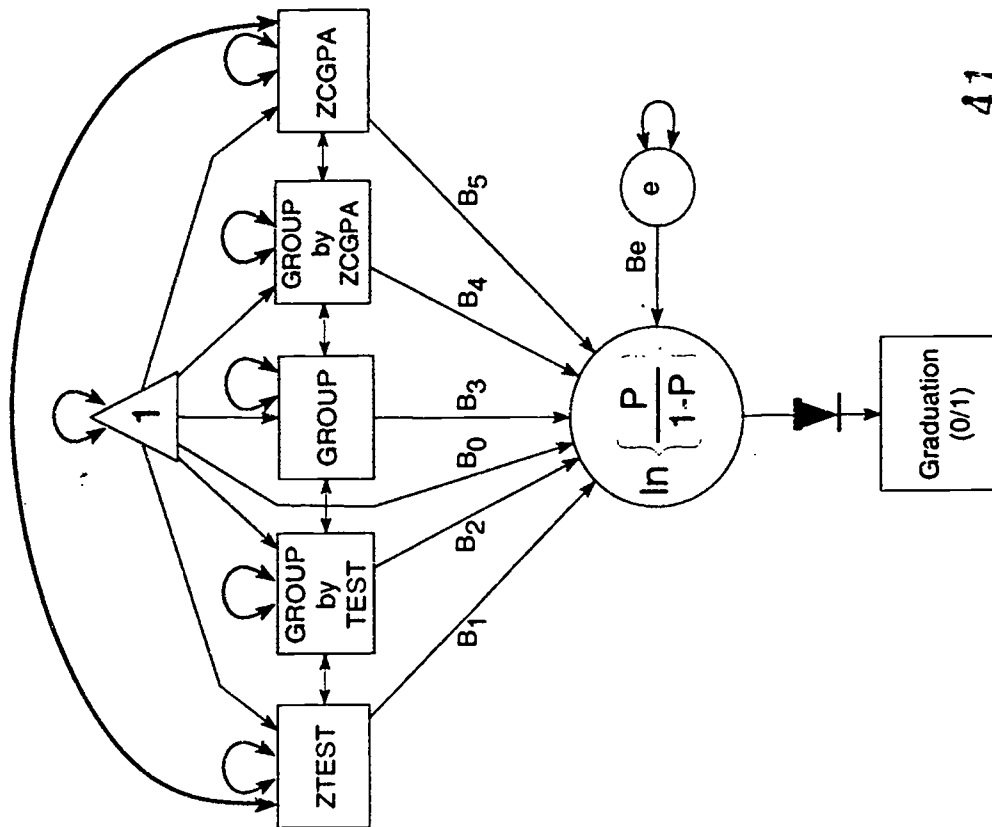 1
ZTEST
GROUP
by
TEST
GROUP
GROUP
by
ZCGPA
ZCGPA
B1
B2
B0
B3
B4
B5
ln { P / 1-P }
Be
e
Graduation
(0/1)
41